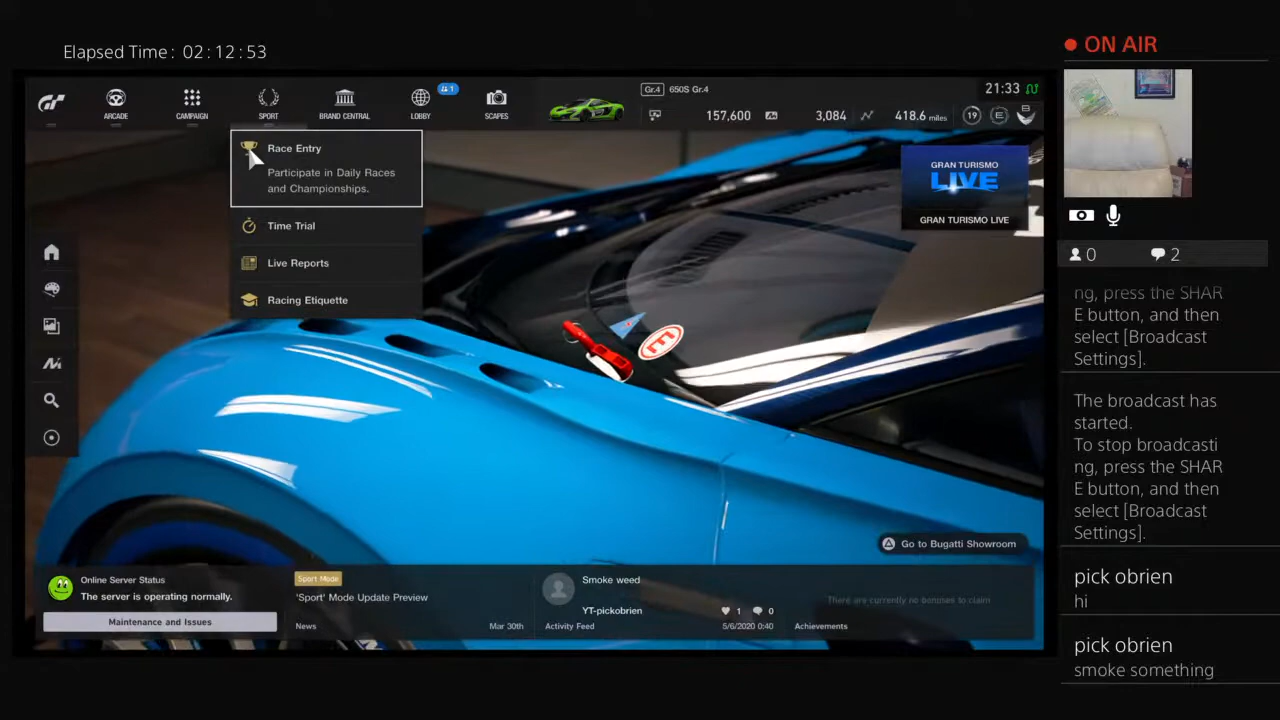 Elapsed Time: 02:12:53
ON AIR
GT
ARCADE
CAMPAIGN
SPORT
BRAND CENTRAL
LOBBY
1
SCAPES
Gr.4 650S Gr.4
157,600
3,084
418.6 miles
21:33
19
E
Race Entry
Participate in Daily Races
and Championships.
Time Trial
Live Reports
Racing Etiquette
GRAN TURISMO
LIVE
GRAN TURISMO LIVE
E
Go to Bugatti Showroom
Online Server Status
The server is operating normally.
Maintenance and Issues
Sport Mode
'Sport' Mode Update Preview
News
Mar 30th
Smoke weed
YT-pickobrien
1
0
Activity Feed
5/6/2020 0:40
There are currently no bonuses to claim
Achievements
0
2
ng, press the SHAR
E button, and then
select [Broadcast
Settings].
The broadcast has
started.
To stop broadcasti
ng, press the SHAR
E button, and then
select [Broadcast
Settings].
pick obrien
hi
pick obrien
smoke something